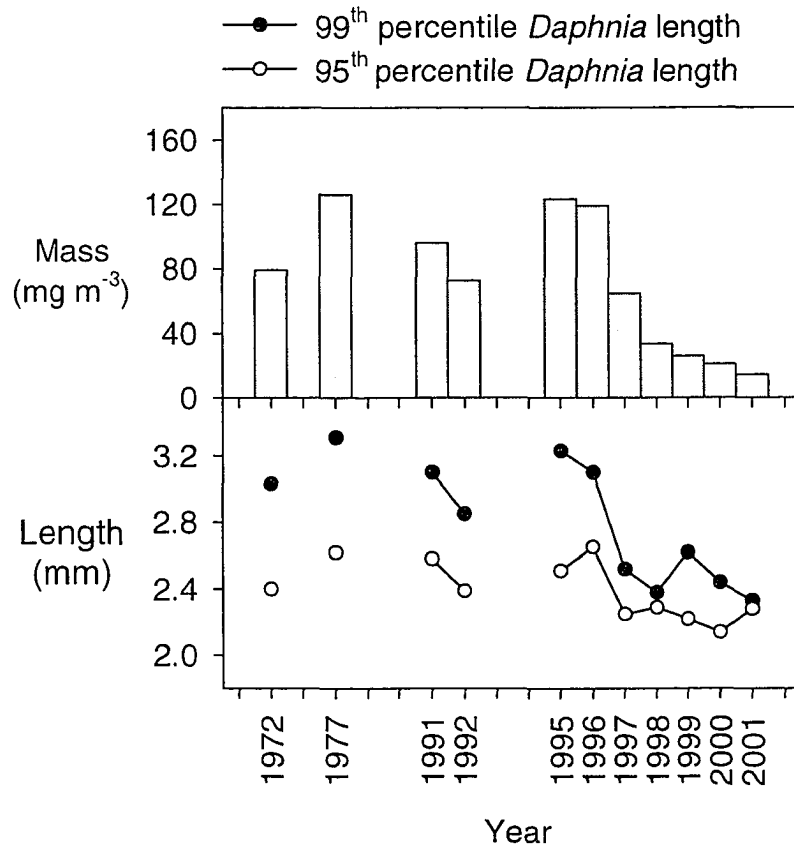 99th percentile Daphnia length
95th percentile Daphnia length
160
120
80
40
0
Mass
(mg m-3)
3.2
2.8
2.4
2.0
Length
(mm)
1972
1977
1991
1992
1995
1996
1997
1998
1999
2000
2001
Year